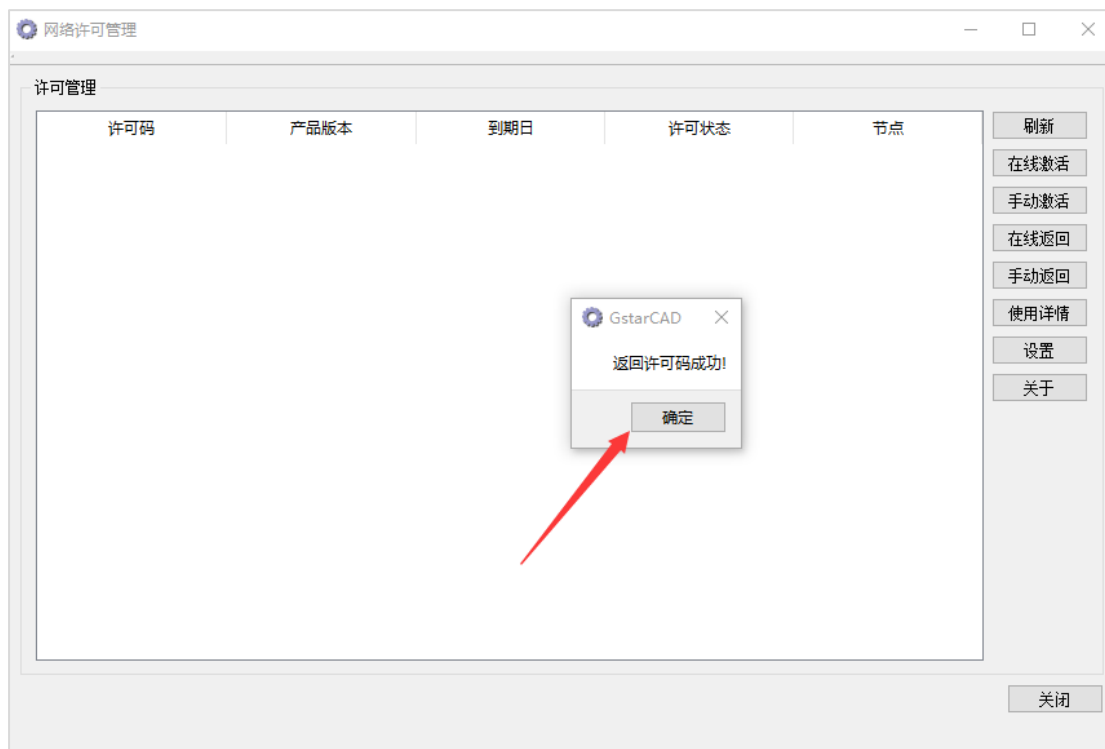 网络许可管理
许可管理
许可码 产品版本 到期日 许可状态 节点
刷新
在线激活
手动激活
在线返回
手动返回
使用详情
设置
关于
GstarCAD
返回许可码成功!
确定
关闭